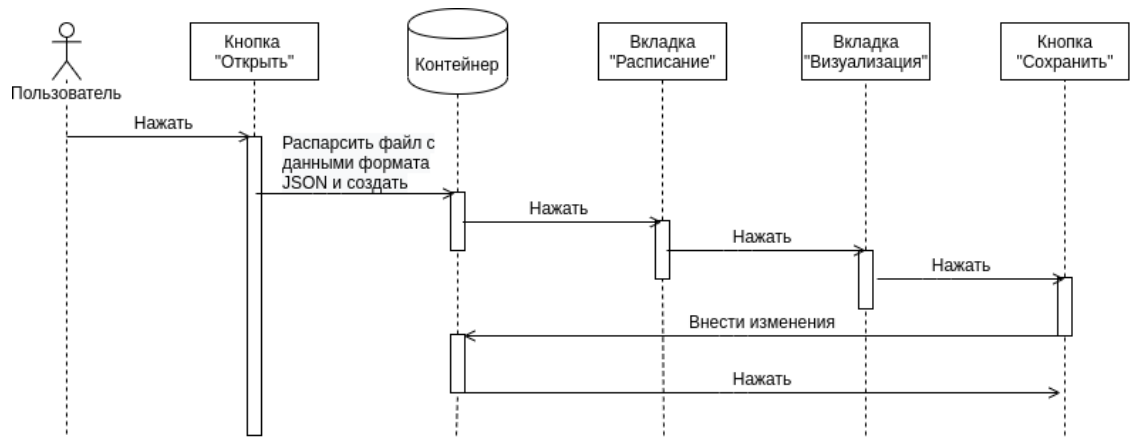 Кнопка
"Открыть"
Контейнер
Вкладка
"Расписание"
Вкладка
"Визуализация"
Кнопка
"Сохранить"
Пользователь
Нажать
Распарсить файл с
данными формата
JSON и создать
Нажать
Нажать
Нажать
Внести изменения
Нажать